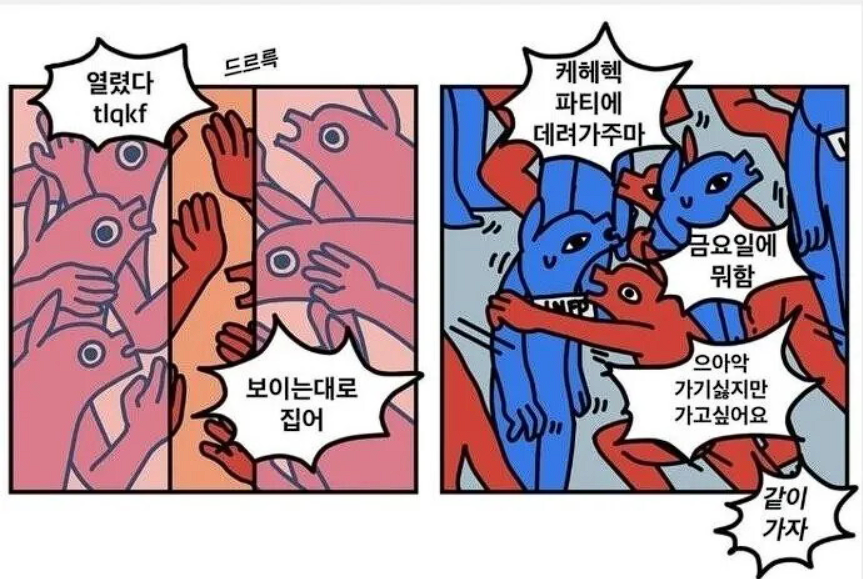 열렸다
tlqkf
드르륵
보이는대로
집어
케헤헥
파티에
데려가주마
금요일에
뭐함
INFP
으아악
가기싫지만
가고싶어요
같이
가자